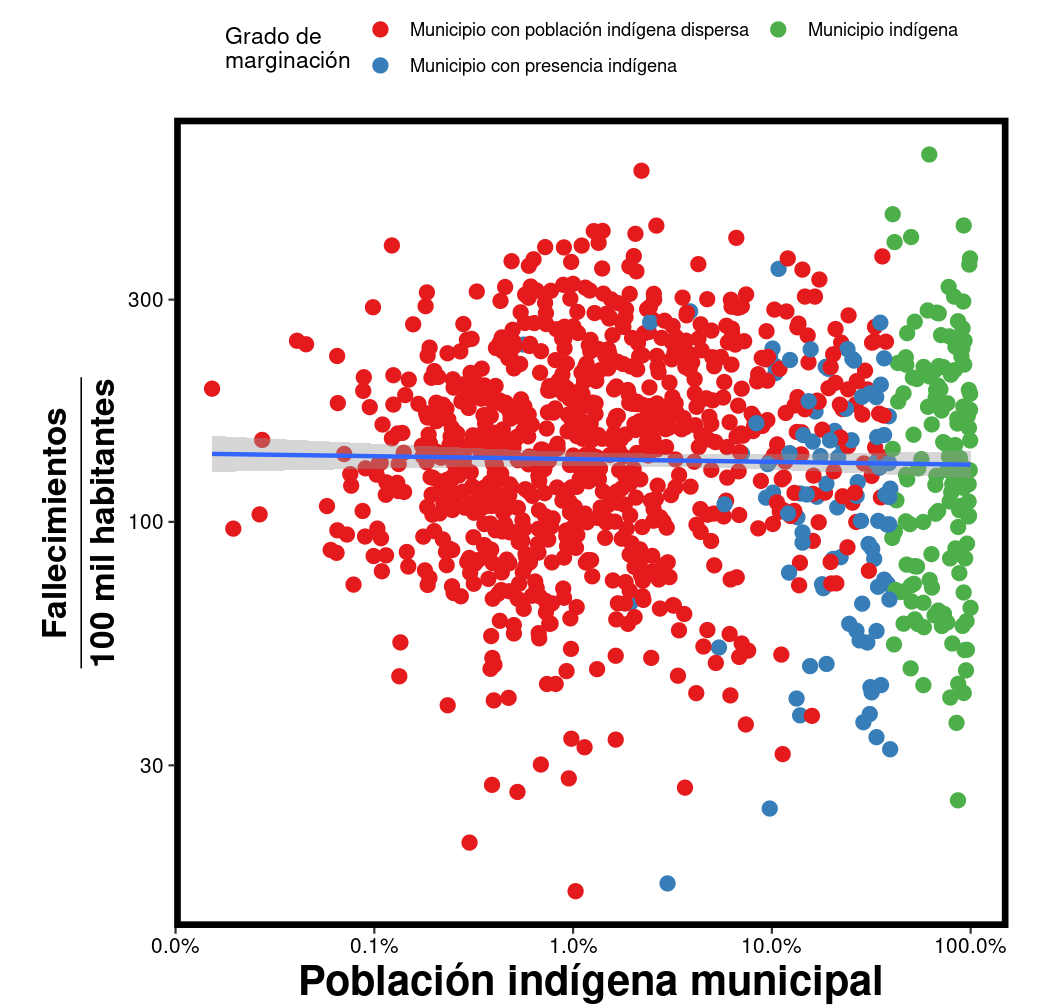 Grado de
marginación
Municipio con población indígena dispersa
Municipio indígena
Municipio con presencia indígena
Fallecimientos
100 mil habitantes
300
100
30
0.0%
0.1%
1.0%
10.0%
100.0%
Población indígena municipal